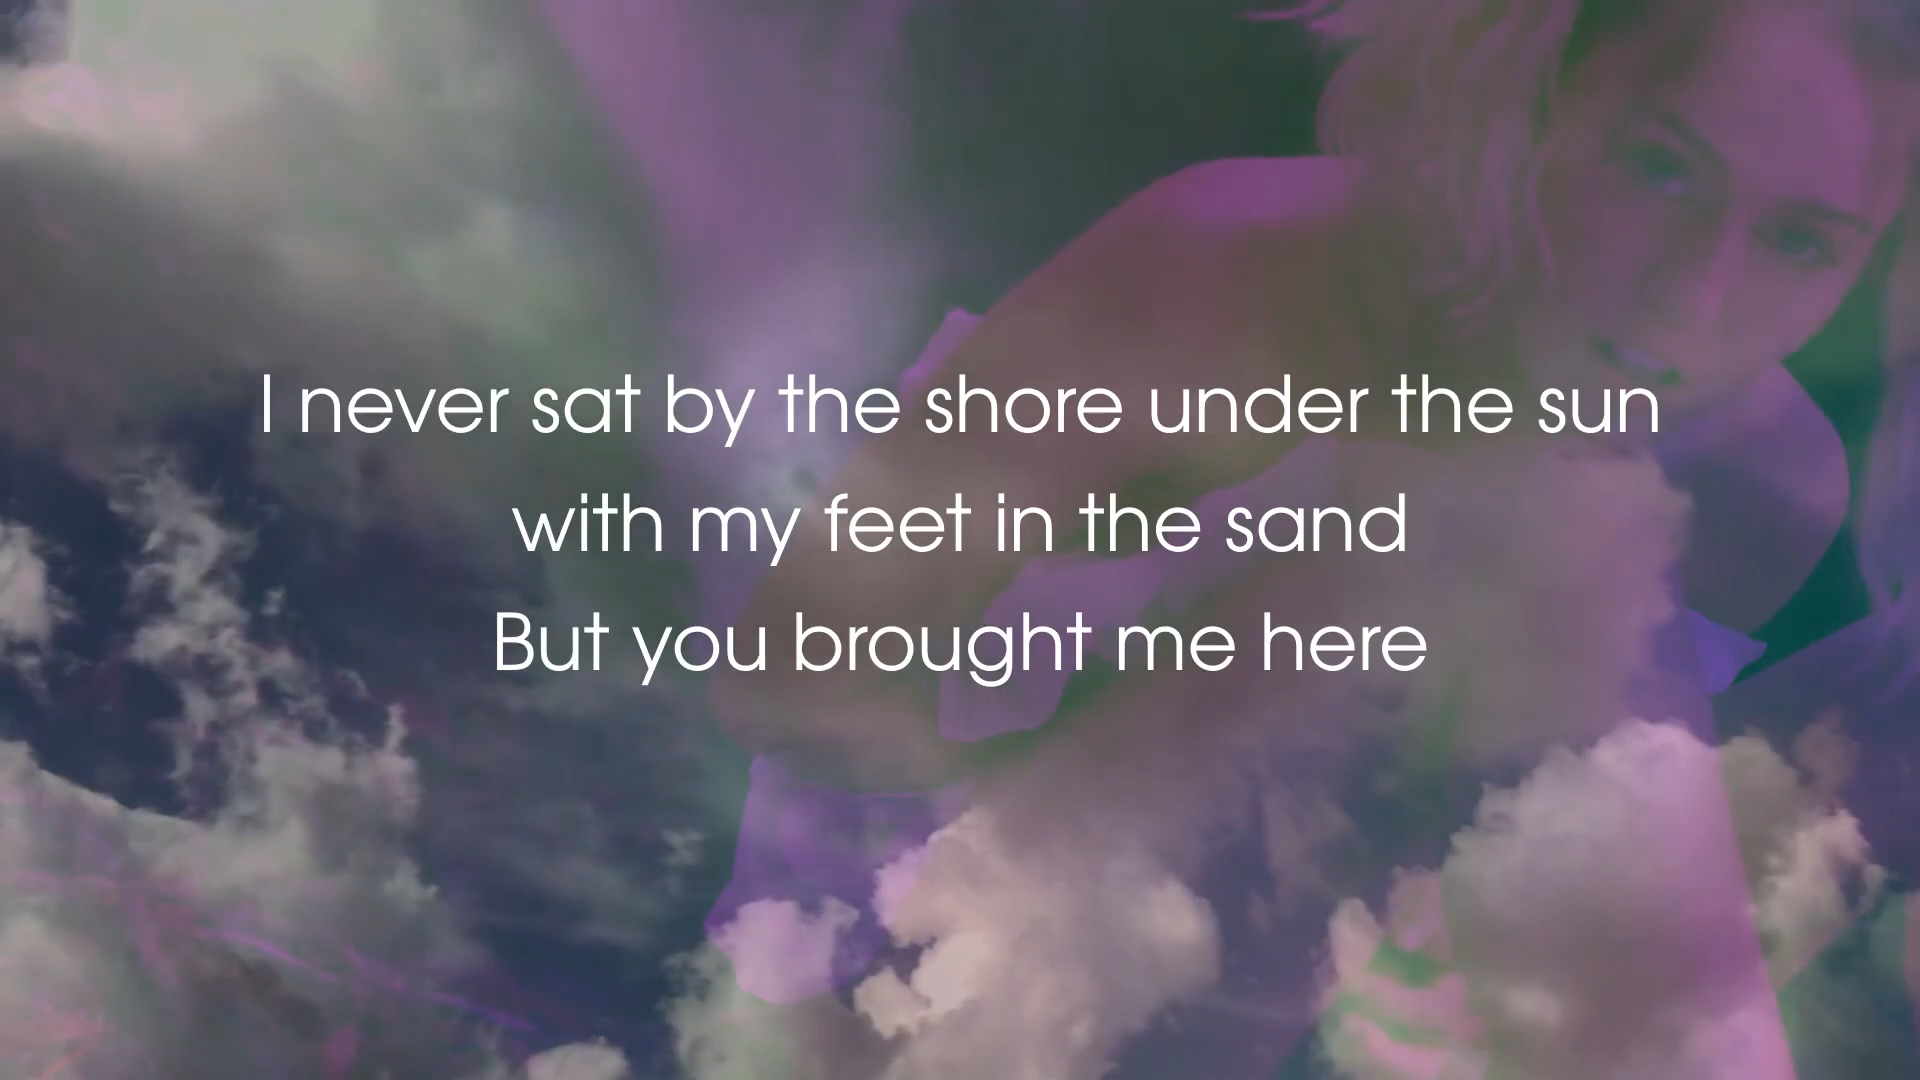 I never sat by the shore under the sun
with my feet in the sand
But you brought me here